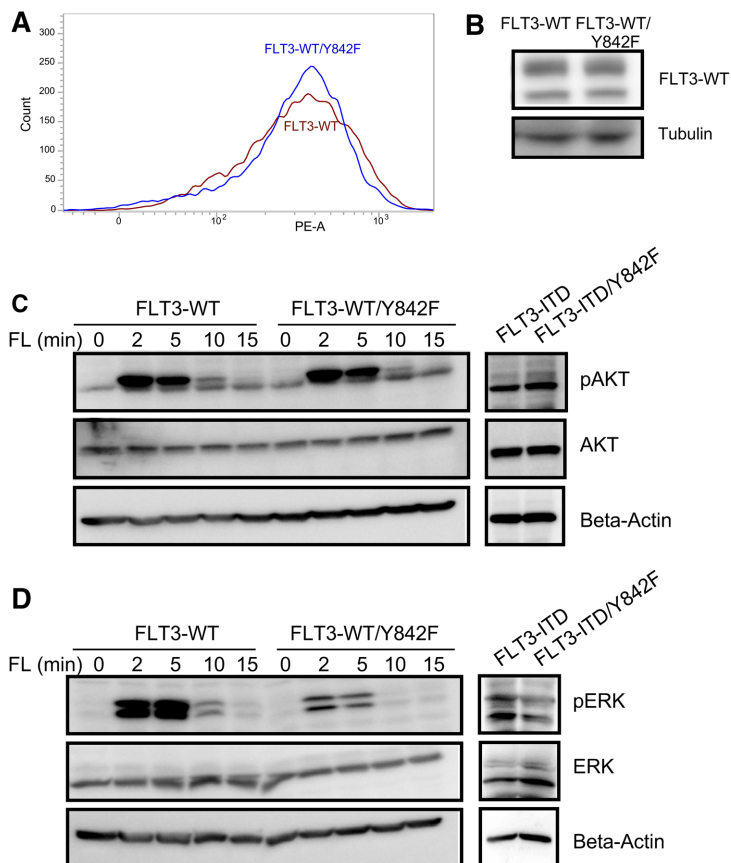 A
300
250
200
150
100
50
0
Count
FLT3-WT/Y842F
FLT3-WT
0 10² 10³
PE-A
B
FLT3-WT FLT3-WT/
Y842F
FLT3-WT
Tubulin
C
FLT3-WT FLT3-WT/Y842F
FL (min) 0 2 5 10 15 0 2 5 10 15
FLT3-ITD
FLT3-ITD/Y842F
pAKT
AKT
Beta-Actin
D
FLT3-WT FLT3-WT/Y842F
FL (min) 0 2 5 10 15 0 2 5 10 15
FLT3-ITD
FLT3-ITD/Y842F
pERK
ERK
Beta-Actin